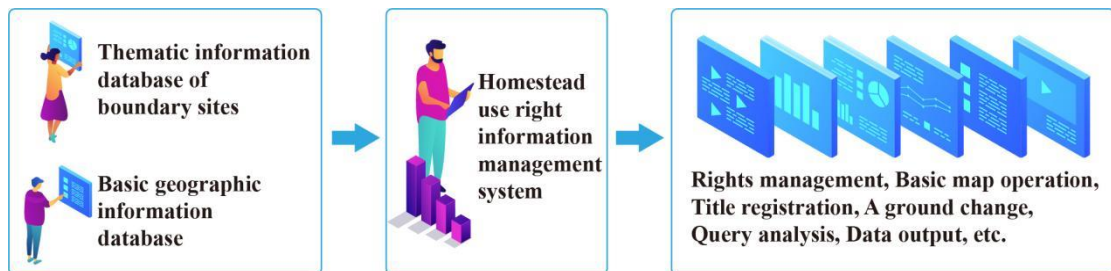 Thematic information
database of
boundary sites
Basic geographic
information
database
Homestead
use right
information
management
system
Rights management, Basic map operation,
Title registration, A ground change,
Query analysis, Data output, etc.